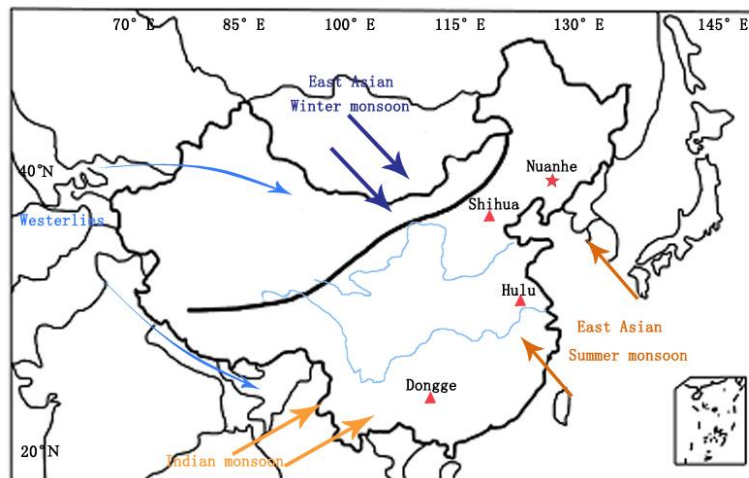 70° E 85° E 100° E 115° E 130° E 145° E
East Asian
Winter monsoon
40°N
Nuanhe
Shihua
Westerlies
Hulu
East Asian
Summer monsoon
Dongge
20°N
Indian monsoon